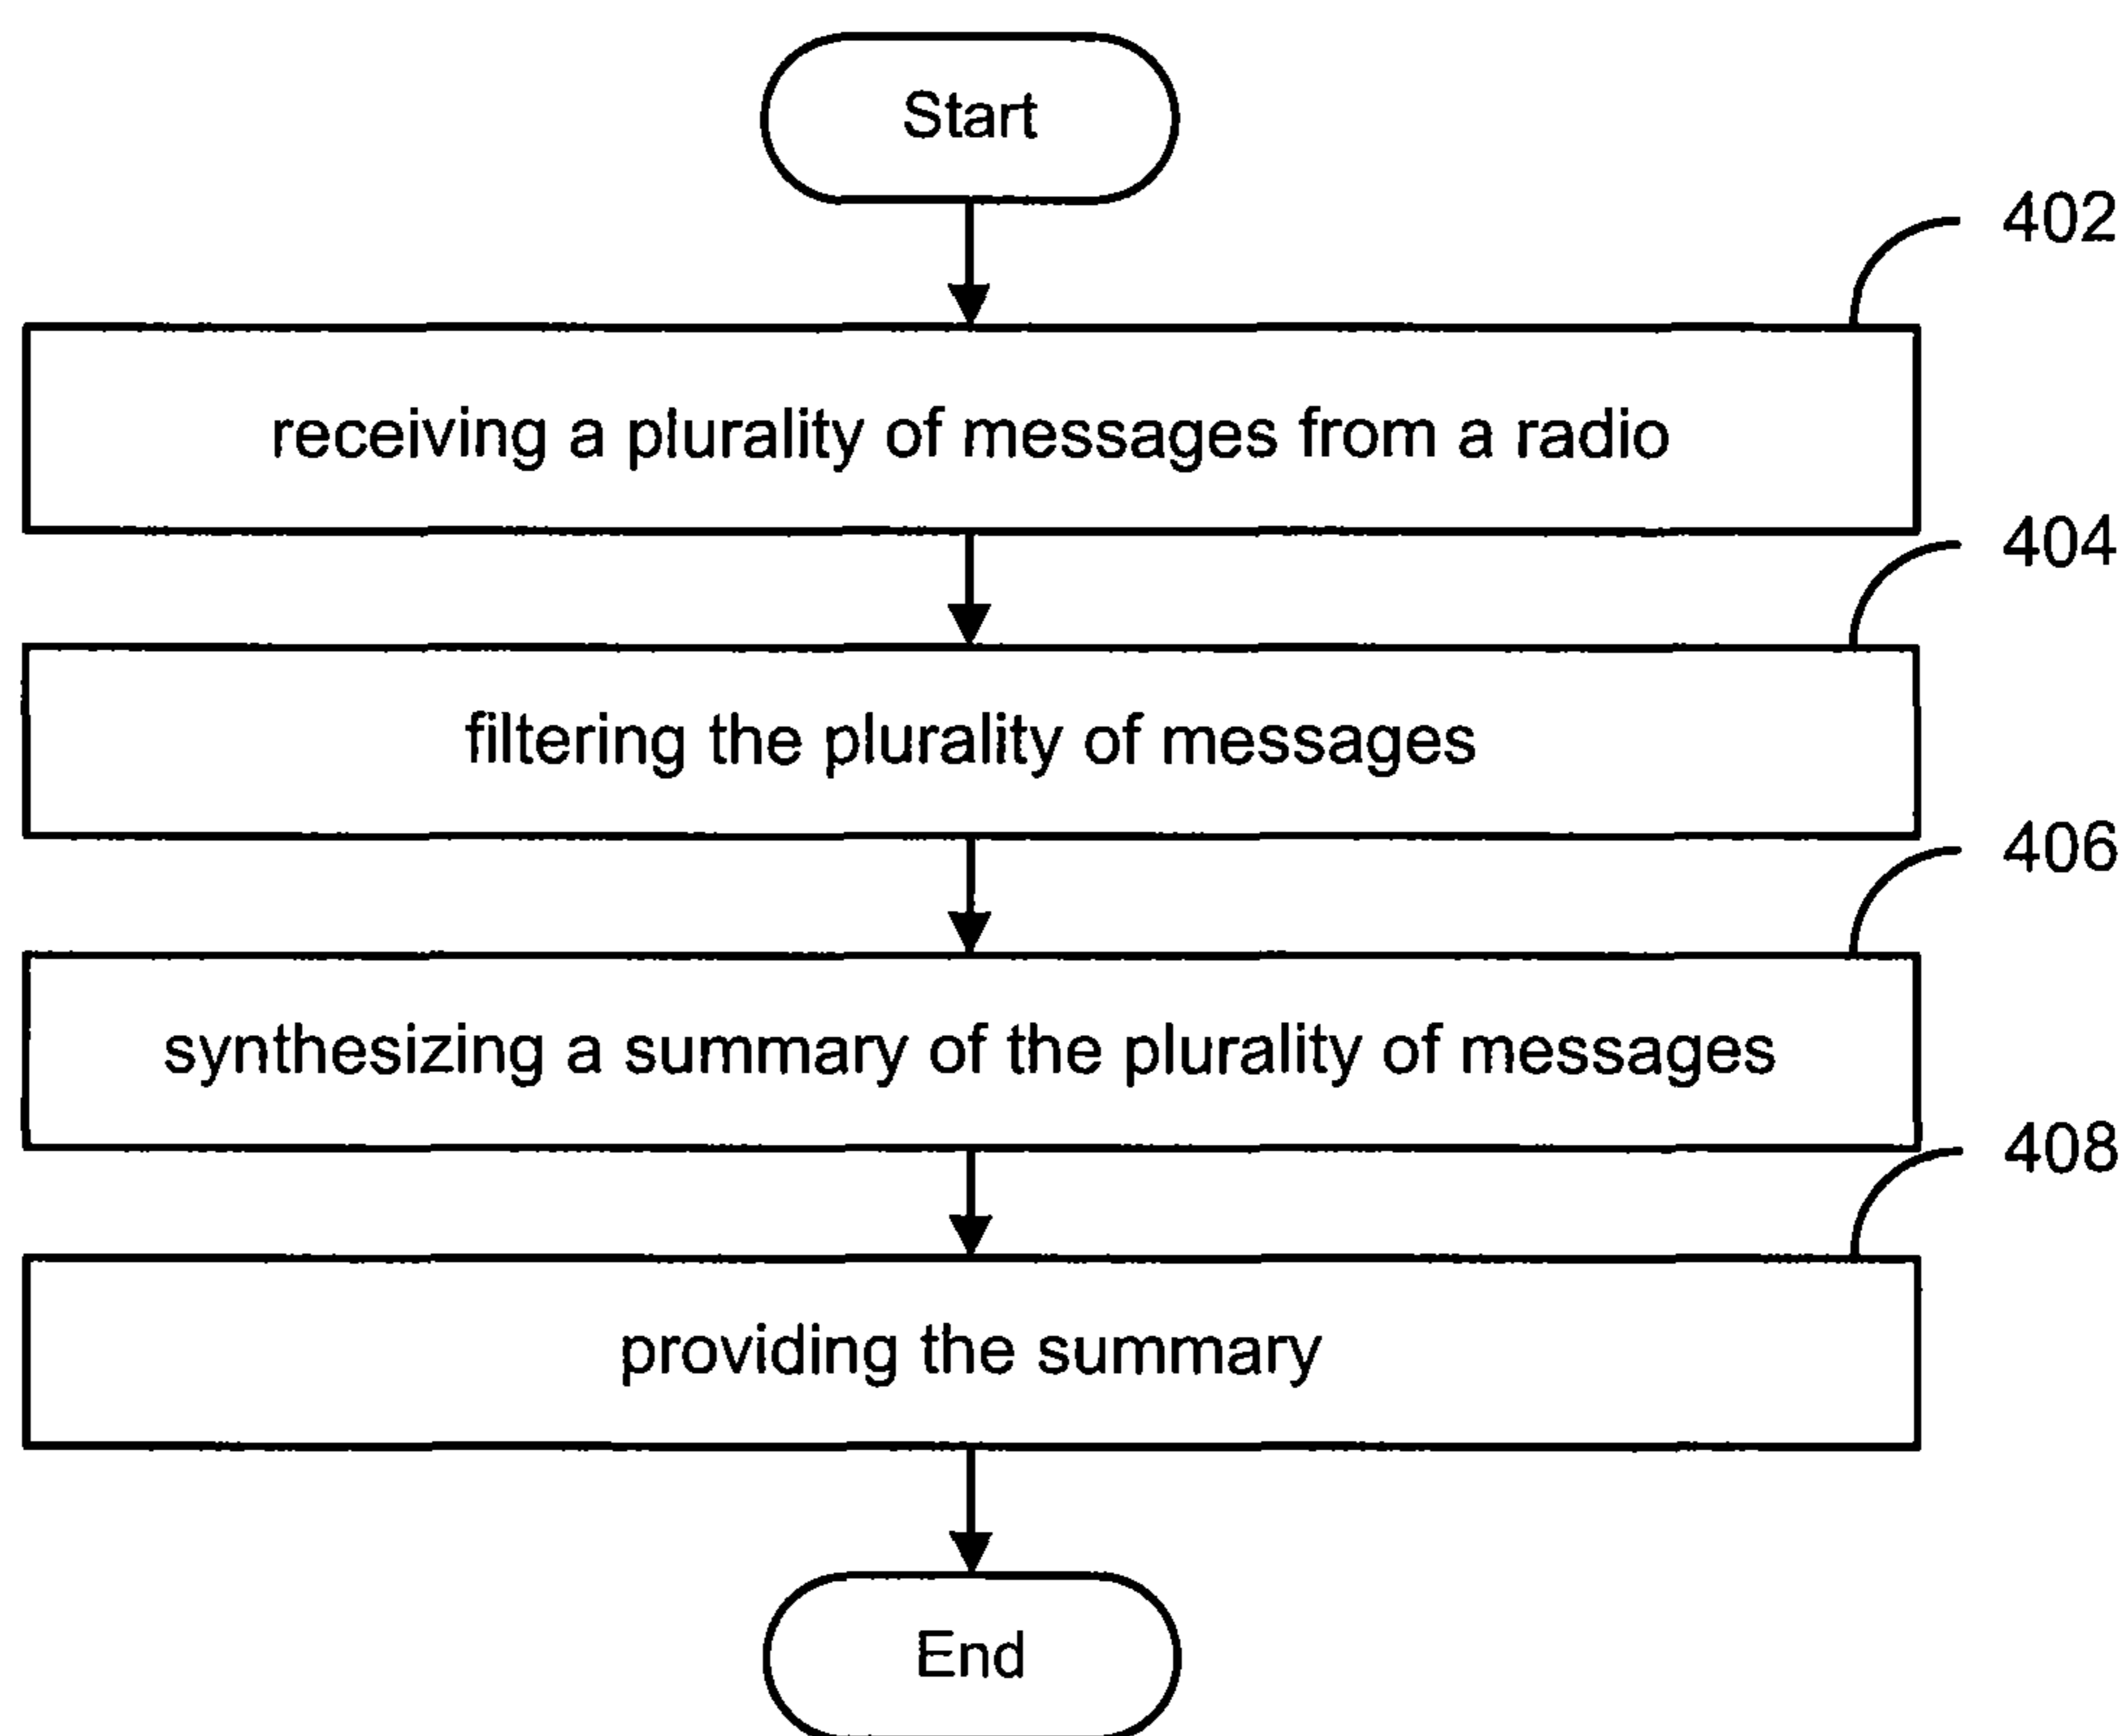 Start
402
receiving a plurality of messages from a radio
404
filtering the plurality of messages
406
synthesizing a summary of the plurality of messages
408
providing the summary
End